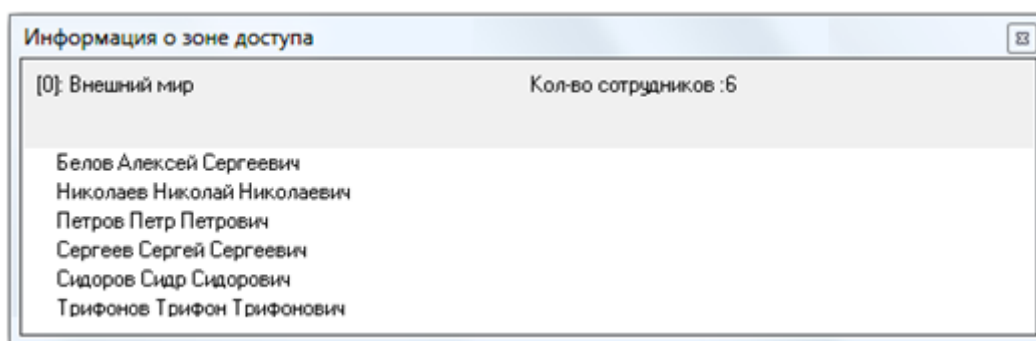 Информация о зоне доступа
[0]: Внешний мир Кол-во сотрудников :6
Белов Алексей Сергеевич
Николаев Николай Николаевич
Петров Петр Петрович
Сергеев Сергей Сергеевич
Сидоров Сидр Сидорович
Трифонов Трифон Трифонович